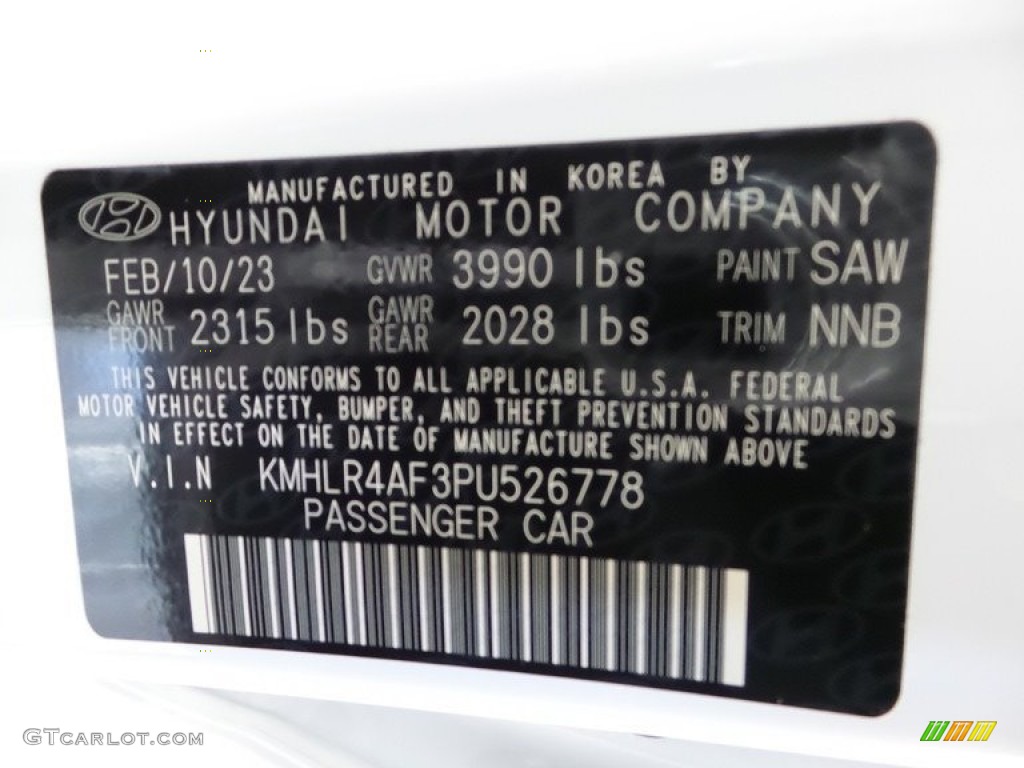 MANUFACTURED IN KOREA BY
HYUNDAI MOTOR COMPANY
FEB/10/23 GVWR 3990 lbs PAINT SAW
GAWR FRONT 2315 lbs GAWR REAR 2028 lbs TRIM NNB
THIS VEHICLE CONFORMS TO ALL APPLICABLE U.S.A. FEDERAL
MOTOR VEHICLE SAFETY, BUMPER, AND THEFT PREVENTION STANDARDS
IN EFFECT ON THE DATE OF MANUFACTURE SHOWN ABOVE
V.I.N KMHLR4AF3PU526778
PASSENGER CAR
GTCarlot.com